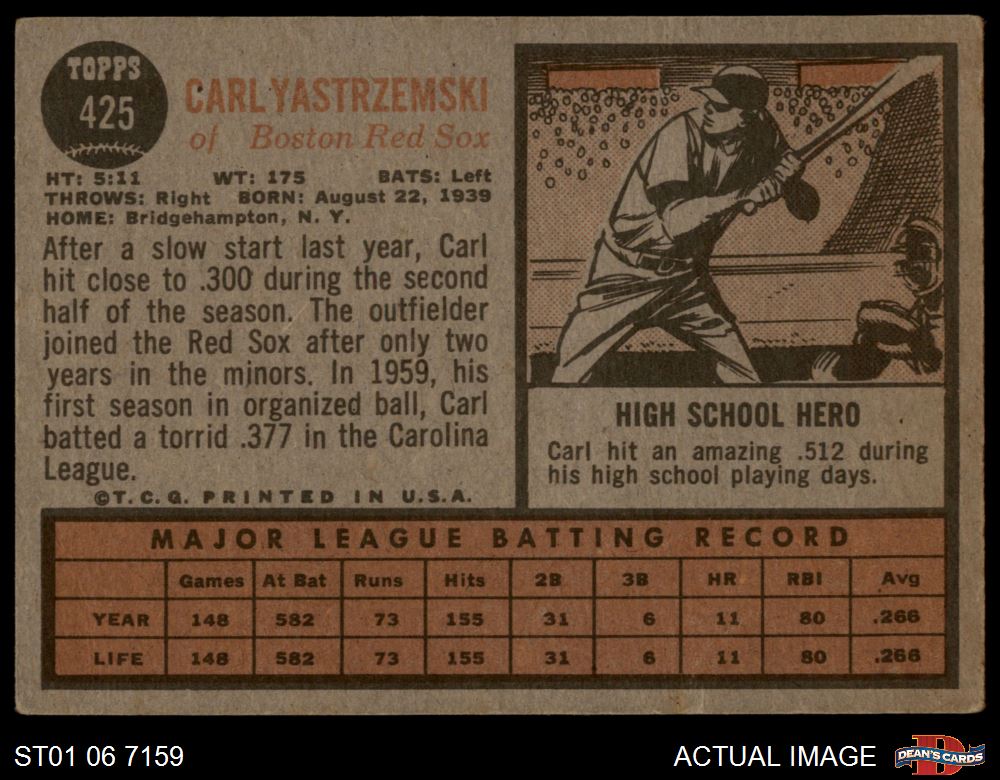 TOPPS
425
CARL YASTRZEMSKI
of Boston Red Sox
HT: 5:11 WT: 175 BATS: Left
THROWS: Right BORN: August 22, 1939
HOME: Bridgehampton, N. Y.
After a slow start last year, Carl
hit close to .300 during the second
half of the season. The outfielder
joined the Red Sox after only two
years in the minors. In 1959, his
first season in organized ball, Carl
batted a torrid .377 in the Carolina
League.
©T. C. G. PRINTED IN U.S.A.
HIGH SCHOOL HERO
Carl hit an amazing .512 during
his high school playing days.
MAJOR LEAGUE BATTING RECORD
Games At Bat Runs Hits 2B 3B HR RBI Avg
YEAR 148 582 73 155 31 6 11 80 .266
LIFE 148 582 73 155 31 6 11 80 .266
ST01 06 7159
ACTUAL IMAGE
D
DEAN'S CARDS